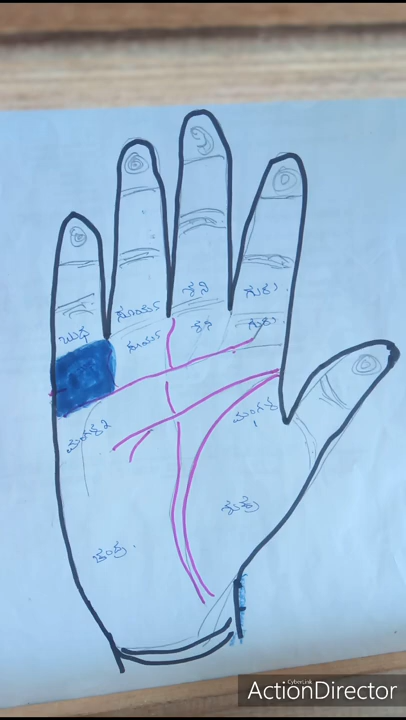 ಶನಿ
ಗುರು.
ಸೂರ್ಯ
ಬುಧ
ಶನಿ
ಗುರು.
ಸೂರ್ಯ
ಮಂಗಳ 2
ಮಂಗಳ
1
ಶುಕ್ರ
ಚಂದ್ರ.
CyberLink
ActionDirector